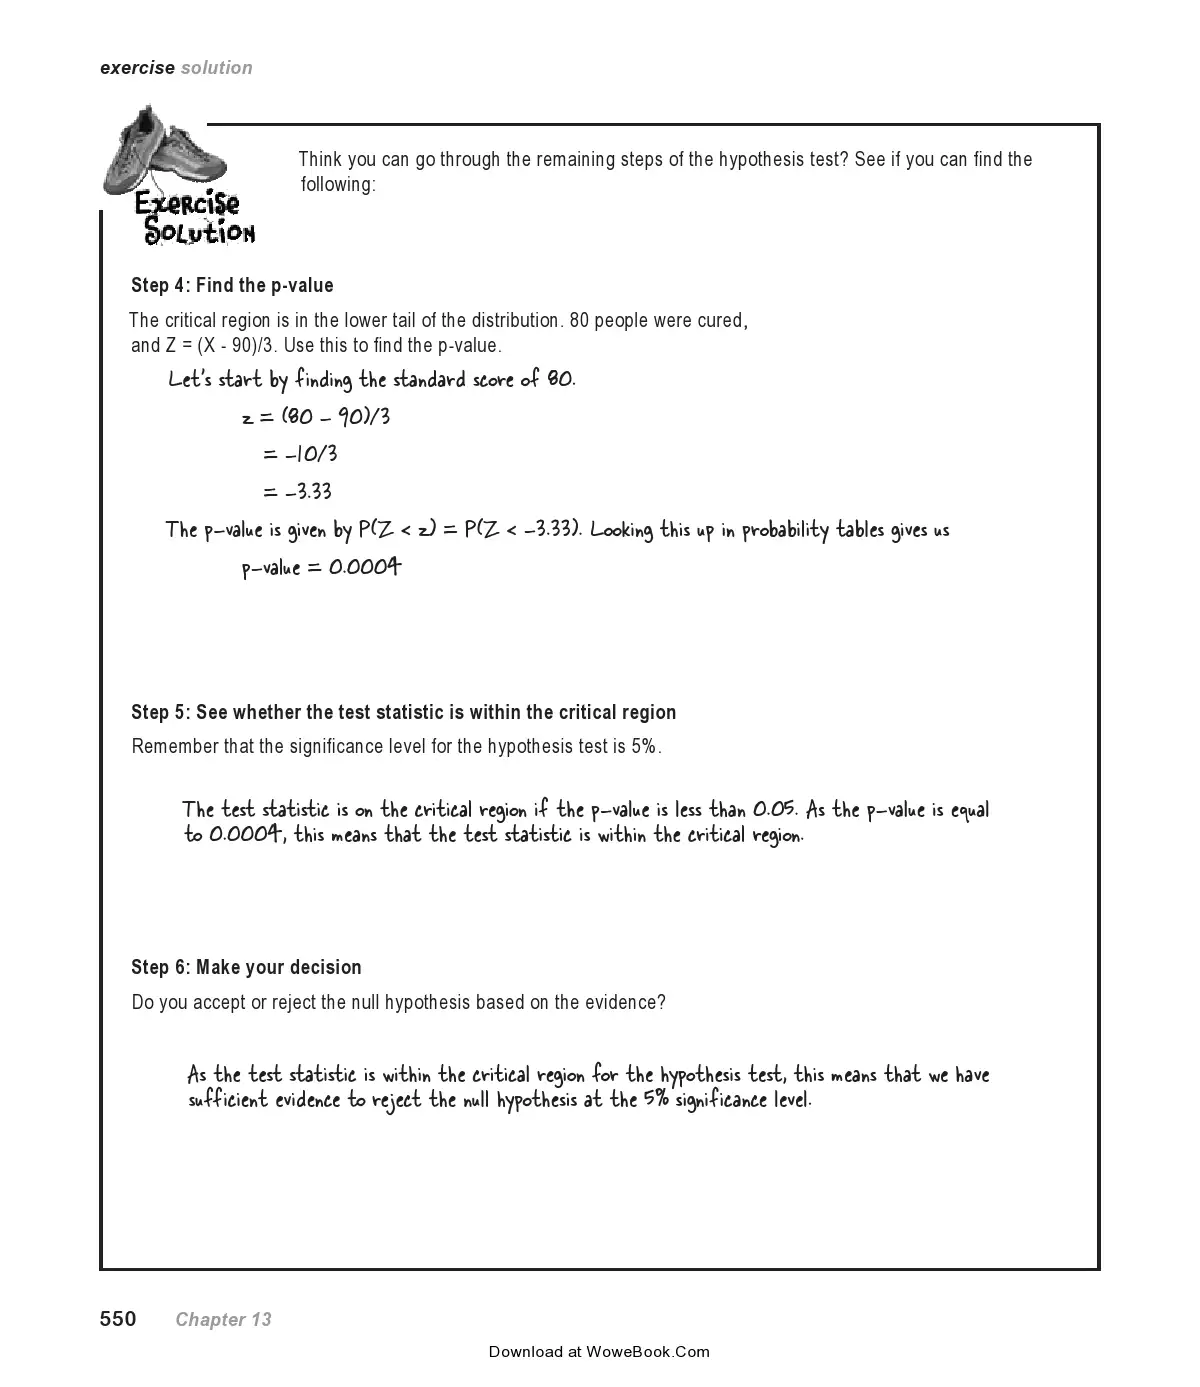 exercise solution
Think you can go through the remaining steps of the hypothesis test? See if you can find the
following:
Exercise
Solution
Step 4: Find the p-value
The critical region is in the lower tail of the distribution. 80 people were cured,
and Z = (X - 90)/3. Use this to find the p-value.
Let's start by finding the standard score of 80.
z = (80 - 90)/3
= -10/3
= -3.33
The p-value is given by P(Z < z) = P(Z < -3.33). Looking this up in probability tables gives us
p-value = 0.0004
Step 5: See whether the test statistic is within the critical region
Remember that the significance level for the hypothesis test is 5%.
The test statistic is on the critical region if the p-value is less than 0.05. As the p-value is equal
to 0.0004, this means that the test statistic is within the critical region.
Step 6: Make your decision
Do you accept or reject the null hypothesis based on the evidence?
As the test statistic is within the critical region for the hypothesis test, this means that we have
sufficient evidence to reject the null hypothesis at the 5% significance level.
550 Chapter 13
Download at WoweBook.Com